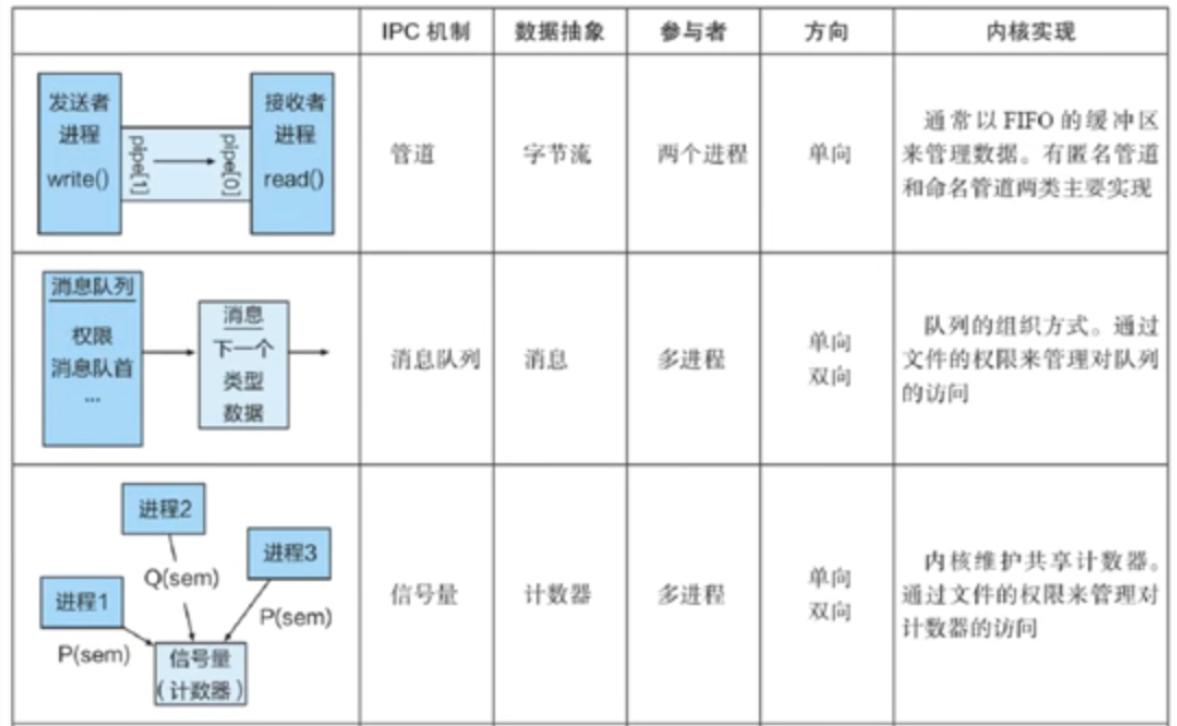 IPC 机制
数据抽象
参与者
方向
内核实现
发送者
进程
write()
pipe[1]
pipe[0]
接收者
进程
read()
管道
字节流
两个进程
单向
通常以 FIFO 的缓冲区
来管理数据。有匿名管道
和命名管道两类主要实现
消息队列
权限
消息队首
...
消息
下一个
类型
数据
消息队列
消息
多进程
单向
双向
队列的组织方式。通过
文件的权限来管理对队列
的访问
进程2
进程3
Q(sem)
进程1
P(sem)
P(sem)
信号量
(计数器)
信号量
计数器
多进程
单向
双向
内核维护共享计数器。
通过文件的权限来管理对
计数器的访问